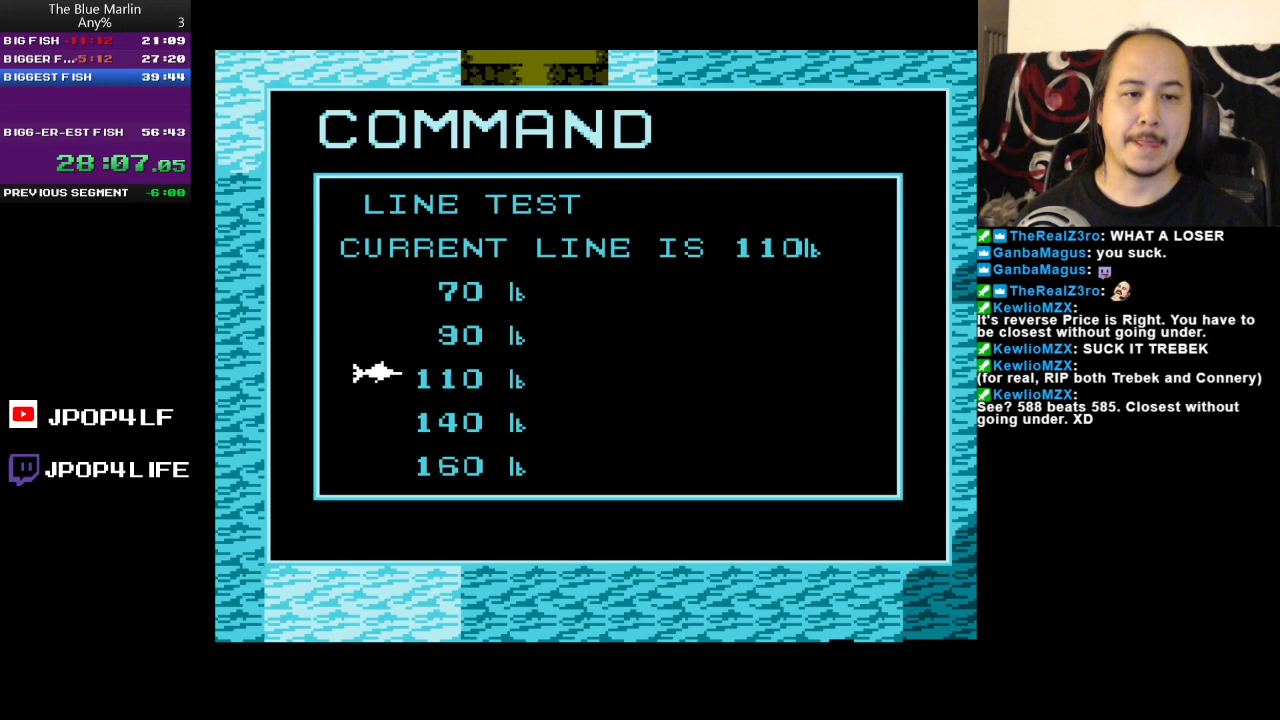 The Blue Marlin
Any% 3
BIG FISH -11:12 21:09
BIGGER F... -5:12 27:20
BIGGEST FISH 39:44
BIGG-ER-EST FISH 56:43
28:07.05
PREVIOUS SEGMENT -6:00
JPOP4LF
JPOP4LIFE
COMMAND
LINE TEST
CURRENT LINE IS 110lb
70 lb
90 lb
110 lb
140 lb
160 lb
TheRealZ3ro: WHAT A LOSER
GanbaMagus: you suck.
GanbaMagus:
TheRealZ3ro:
KewlioMZX:
It's reverse Price is Right. You have to
be closest without going under.
KewlioMZX: SUCK IT TREBEK
KewlioMZX:
(for real, RIP both Trebek and Connery)
KewlioMZX:
See? 588 beats 585. Closest without
going under. XD